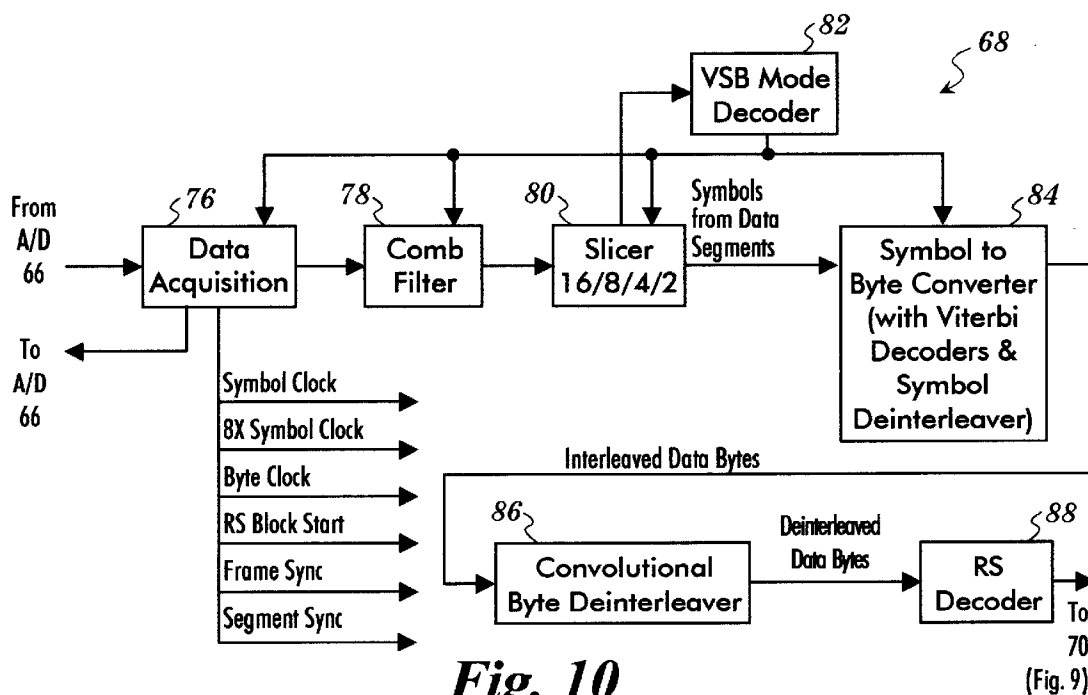 82
VSB Mode
Decoder
68
From
A/D
66
76
Data
Acquisition
78
Comb
Filter
80
Slicer
16/8/4/2
Symbols
from Data
Segments
84
Symbol to
Byte Converter
(with Viterbi
Decoders &
Symbol
Deinterleaver)
To
A/D
66
Symbol Clock
8X Symbol Clock
Byte Clock
RS Block Start
Frame Sync
Segment Sync
Interleaved Data Bytes
86
Convolutional
Byte Deinterleaver
Deinterleaved
Data Bytes
88
RS
Decoder
To
70
(Fig. 9)
Fig. 10